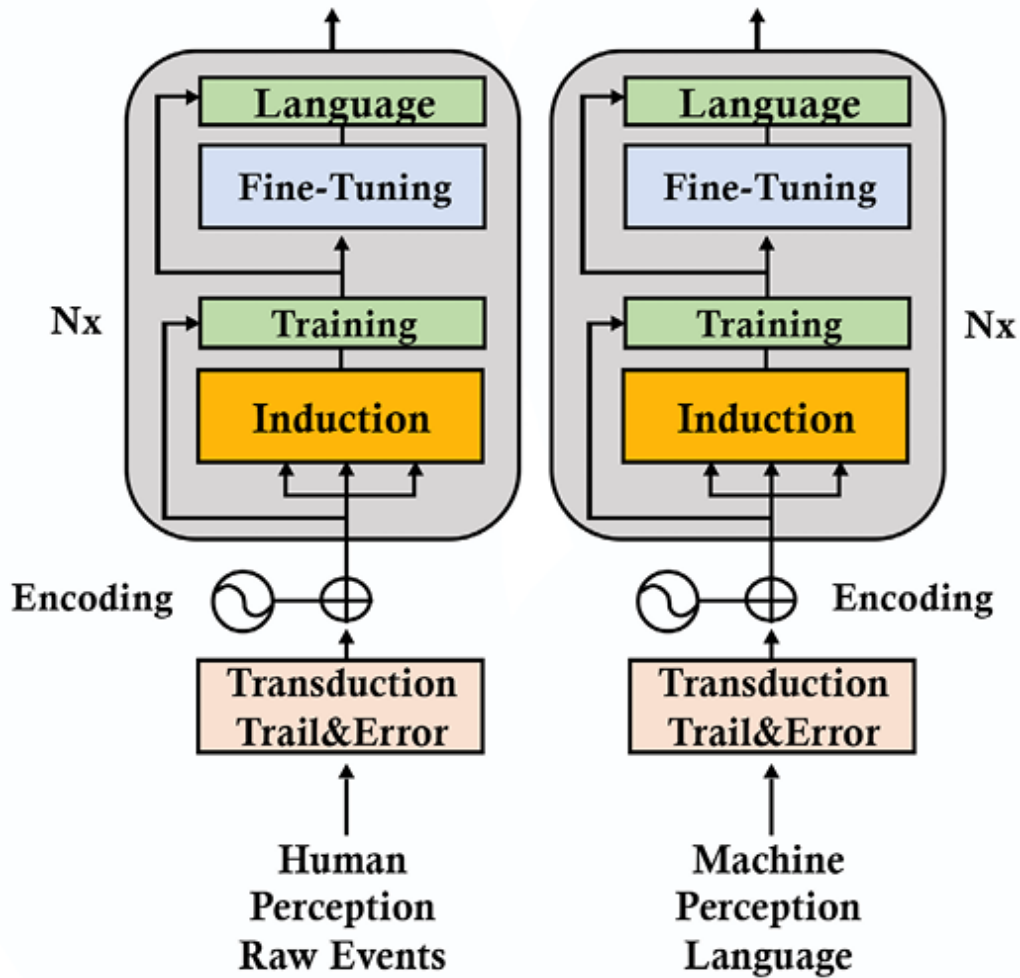 Language
Fine-Tuning
Nx
Training
Induction
Encoding
Transduction
Trail&Error
Human
Perception
Raw Events
Language
Fine-Tuning
Training
Nx
Induction
Encoding
Transduction
Trail&Error
Machine
Perception
Language